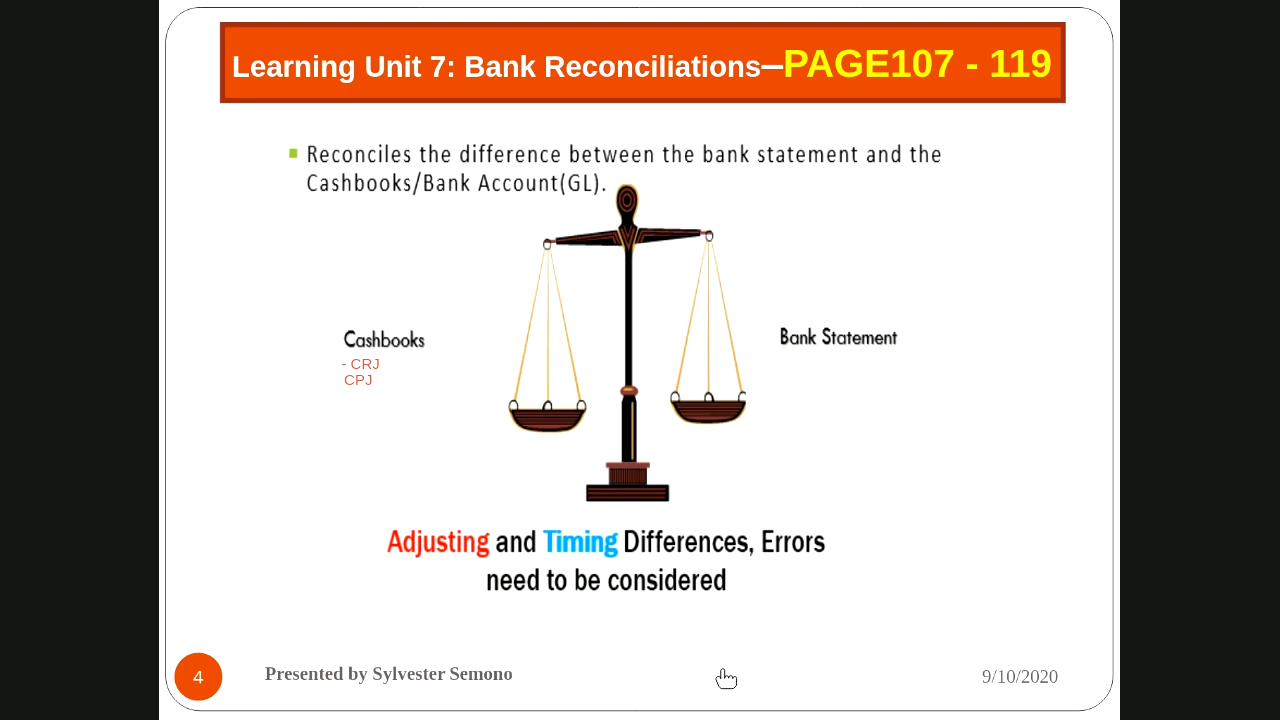 Learning Unit 7: Bank Reconciliations–PAGE107 - 119
Reconciles the difference between the bank statement and the
Cashbooks/Bank Account(GL).
Cashbooks
- CRJ
CPJ
Bank Statement
Adjusting and Timing Differences, Errors
need to be considered
4
Presented by Sylvester Semono
9/10/2020